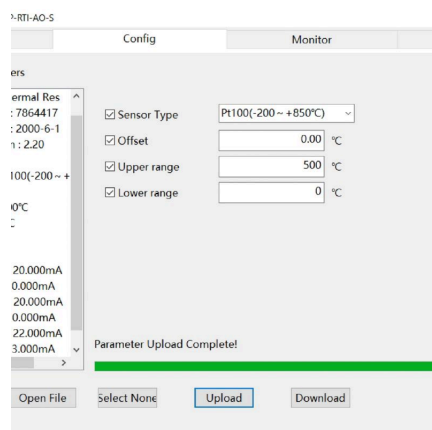 P-RTI-AO-S
Config
Monitor
ers
ermal Res
: 7864417
: 2000-6-1
n : 2.20
100(-200 ~ +
00℃
20.000mA
0.000mA
20.000mA
0.000mA
22.000mA
3.000mA
Sensor Type
Pt100(-200 ~ +850℃)
Offset
0.00
℃
Upper range
500
℃
Lower range
0
℃
Parameter Upload Complete!
Open File
Select None
Upload
Download